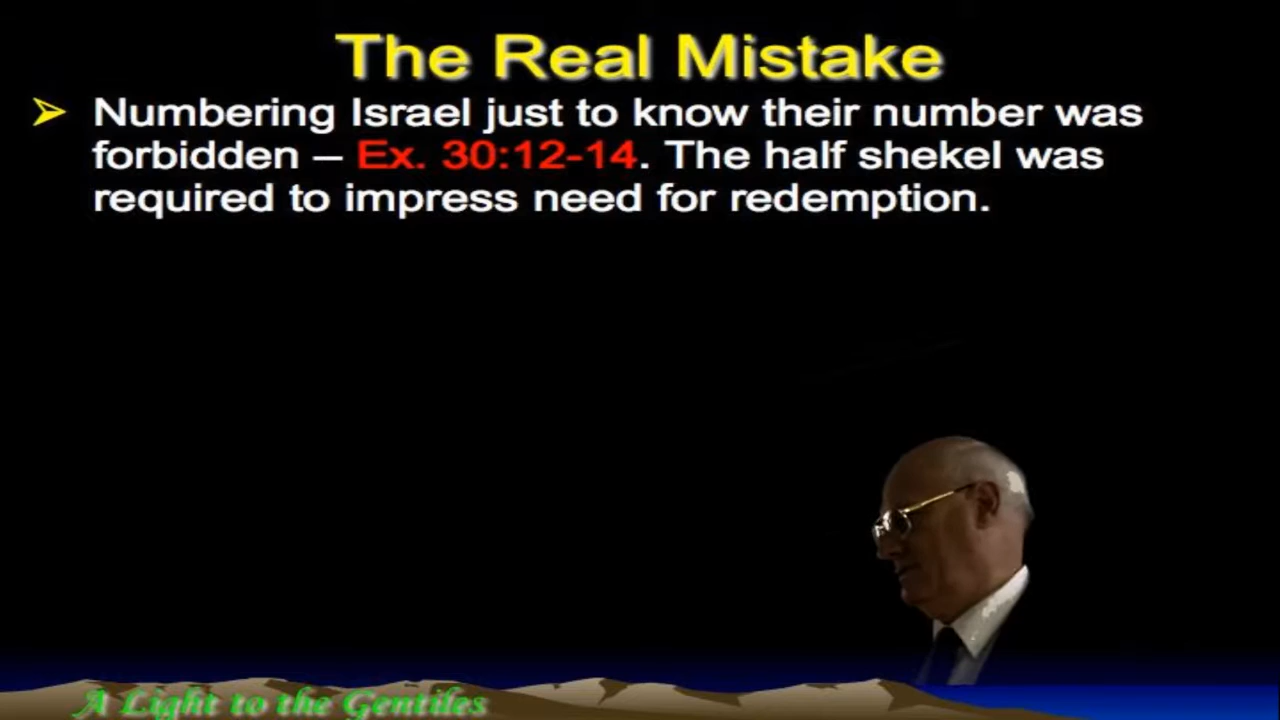 The Real Mistake
Numbering Israel just to know their number was
forbidden – Ex. 30:12-14. The half shekel was
required to impress need for redemption.
A Light to the Gentiles